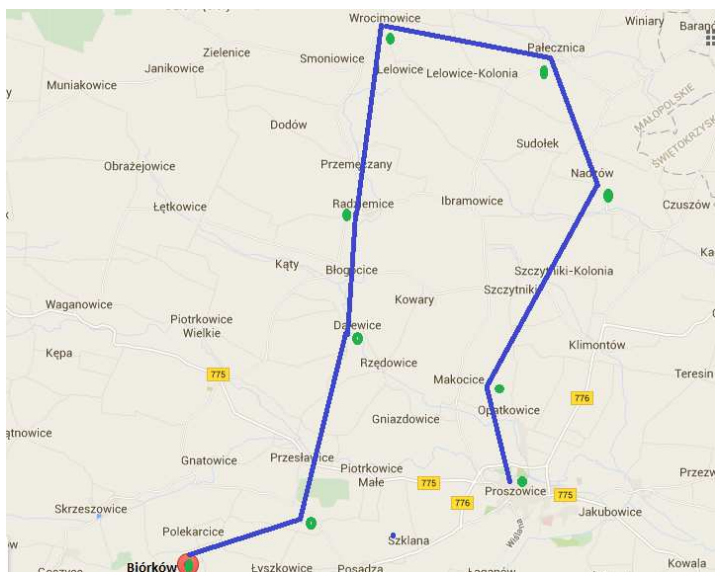 Wrocimowice
Winiary
Zielenice
Smoniowice
Pałecznica
Janikowice
Lelowice
Lelowice-Kolonia
Muniakowice
MAŁOPOLSKIE
ŚWIĘTOKRZYSK
Dodów
Sudołek
Obrażejowice
Przemęczany
Łętkowice
Radziemice
Ibramowice
Czuszów
Kąty
Błogocice
Szczytniki-Kolonia
Szczytniki
Waganowice
Kowary
Piotrkowice
Wielkie
Dalewice
Klimontów
Kępa
Rzędowice
775
Makocice
Teresin
776
Opatkowice
Gniazdowice
Gnatowice
Przesławice
Piotrkowice
Małe
775
Proszowice
775
776
Skrzeszowice
Jakubowice
Polekarcice
Szklana
Biórków
Łyszkowice
Posądza
Kowala